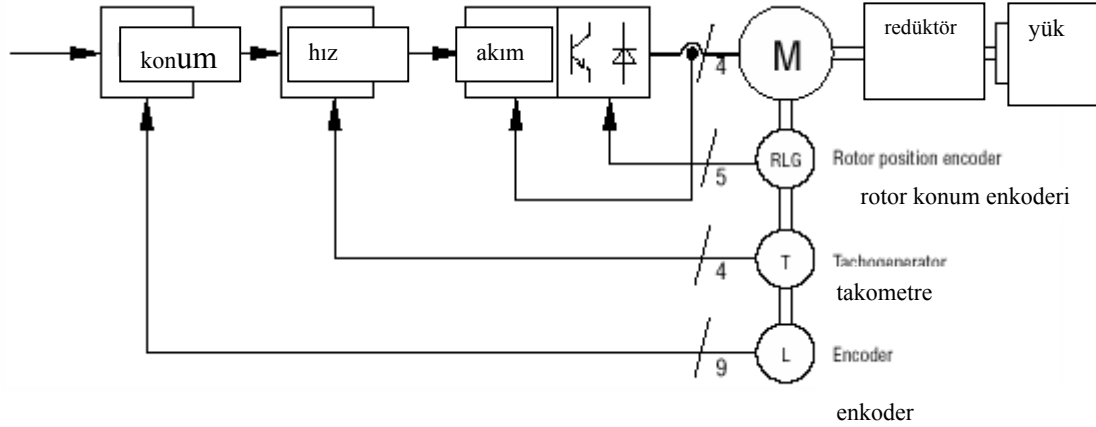 konum
hız
akım
4
M
redüktör
yük
RLG
5
Rotor position encoder
rotor konum enkoderi
T
4
Tachogenerator
takometre
L
9
Encoder
enkoder